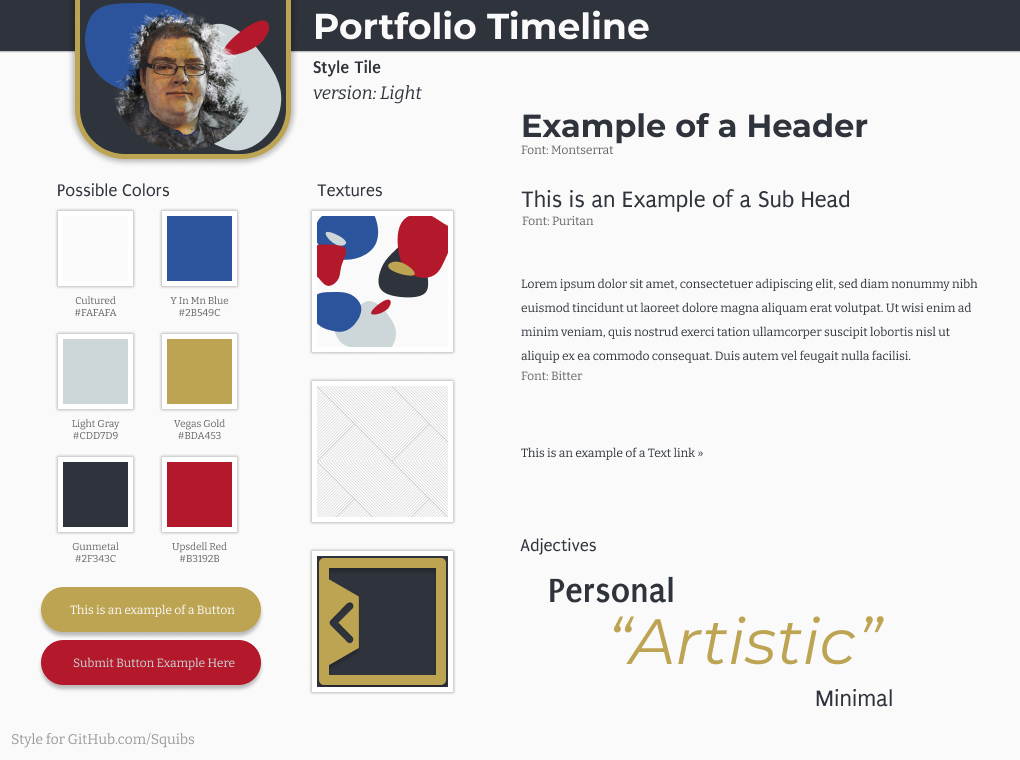 Portfolio Timeline
Style Tile
version: Light
Possible Colors
Cultured
#FAFAFA
Y In Mn Blue
#2B549C
Light Gray
#CDD7D9
Vegas Gold
#BDA453
Gunmetal
#2F343C
Upsdell Red
#B3192B
This is an example of a Button
Submit Button Example Here
Textures
Example of a Header
Font: Montserrat
This is an Example of a Sub Head
Font: Puritan
Lorem ipsum dolor sit amet, consectetuer adipiscing elit, sed diam nonummy nibh
euismod tincidunt ut laoreet dolore magna aliquam erat volutpat. Ut wisi enim ad
minim veniam, quis nostrud exerci tation ullamcorper suscipit lobortis nisl ut
aliquip ex ea commodo consequat. Duis autem vel feugait nulla facilisi.
Font: Bitter
This is an example of a Text link »
Adjectives
Personal
“Artistic”
Minimal
Style for GitHub.com/Squibs